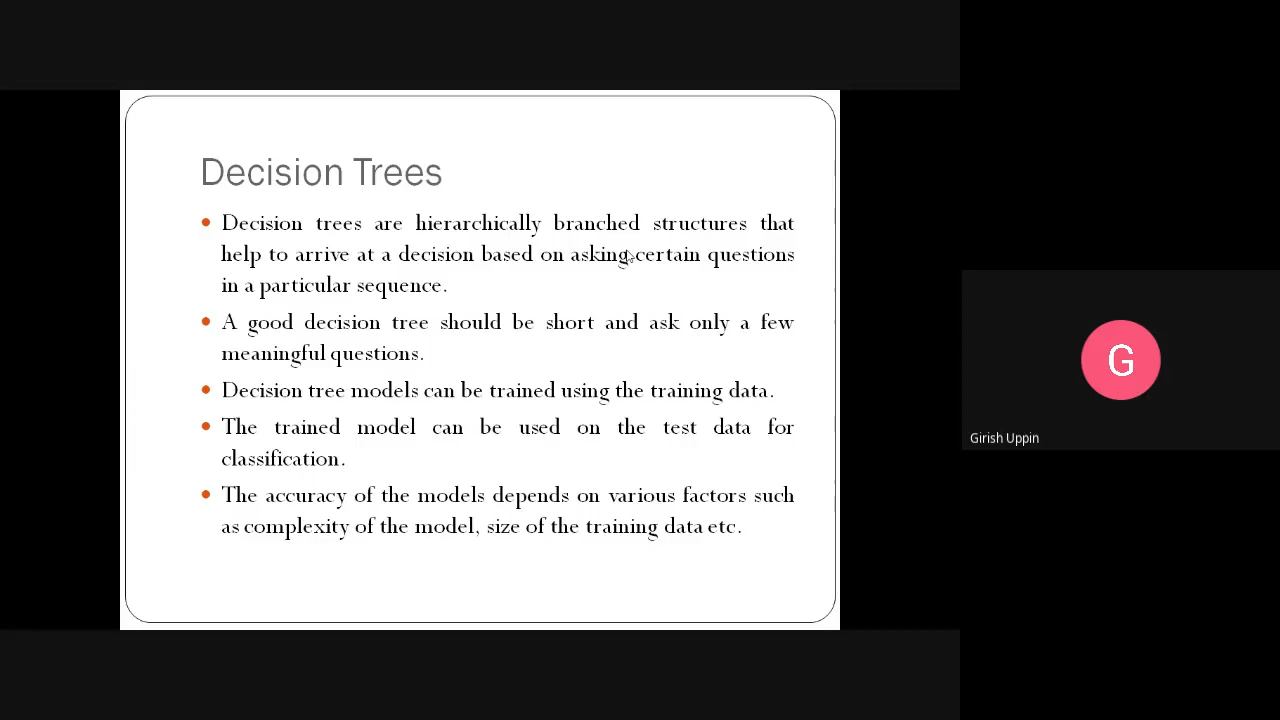 Decision Trees
Decision trees are hierarchically branched structures that
help to arrive at a decision based on asking certain questions
in a particular sequence.
A good decision tree should be short and ask only a few
meaningful questions.
Decision tree models can be trained using the training data.
The trained model can be used on the test data for
classification.
The accuracy of the models depends on various factors such
as complexity of the model, size of the training data etc.
G
Girish Uppin